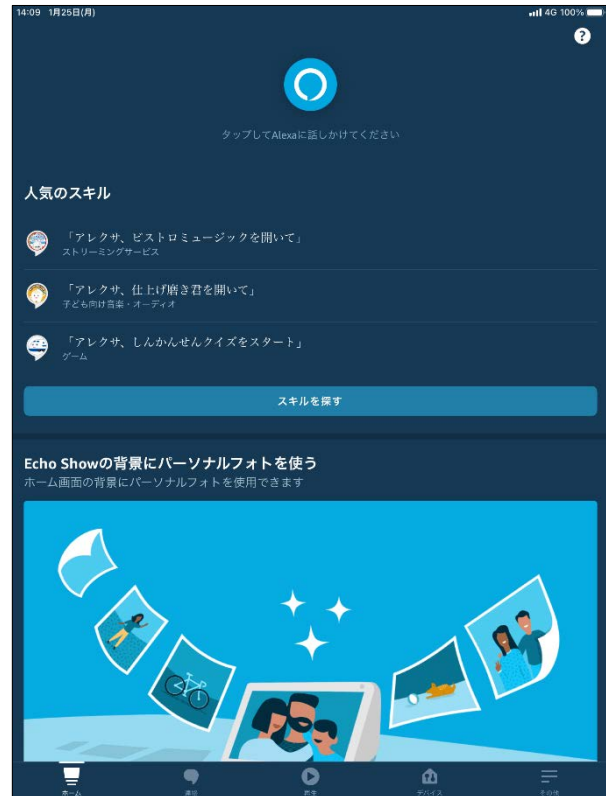 14:09 1月25日(月)
4G 100%
?
タップしてAlexaに話しかけてください
人気のスキル
「アレクサ、ビストロミュージックを開いて」
ストリーミングサービス
「アレクサ、仕上げ磨き君を開いて」
子ども向け音楽・オーディオ
「アレクサ、しんかんせんクイズをスタート」
ゲーム
スキルを探す
Echo Showの背景にパーソナルフォトを使う
ホーム画面の背景にパーソナルフォトを使用できます
ホーム
連絡
再生
デバイス
その他